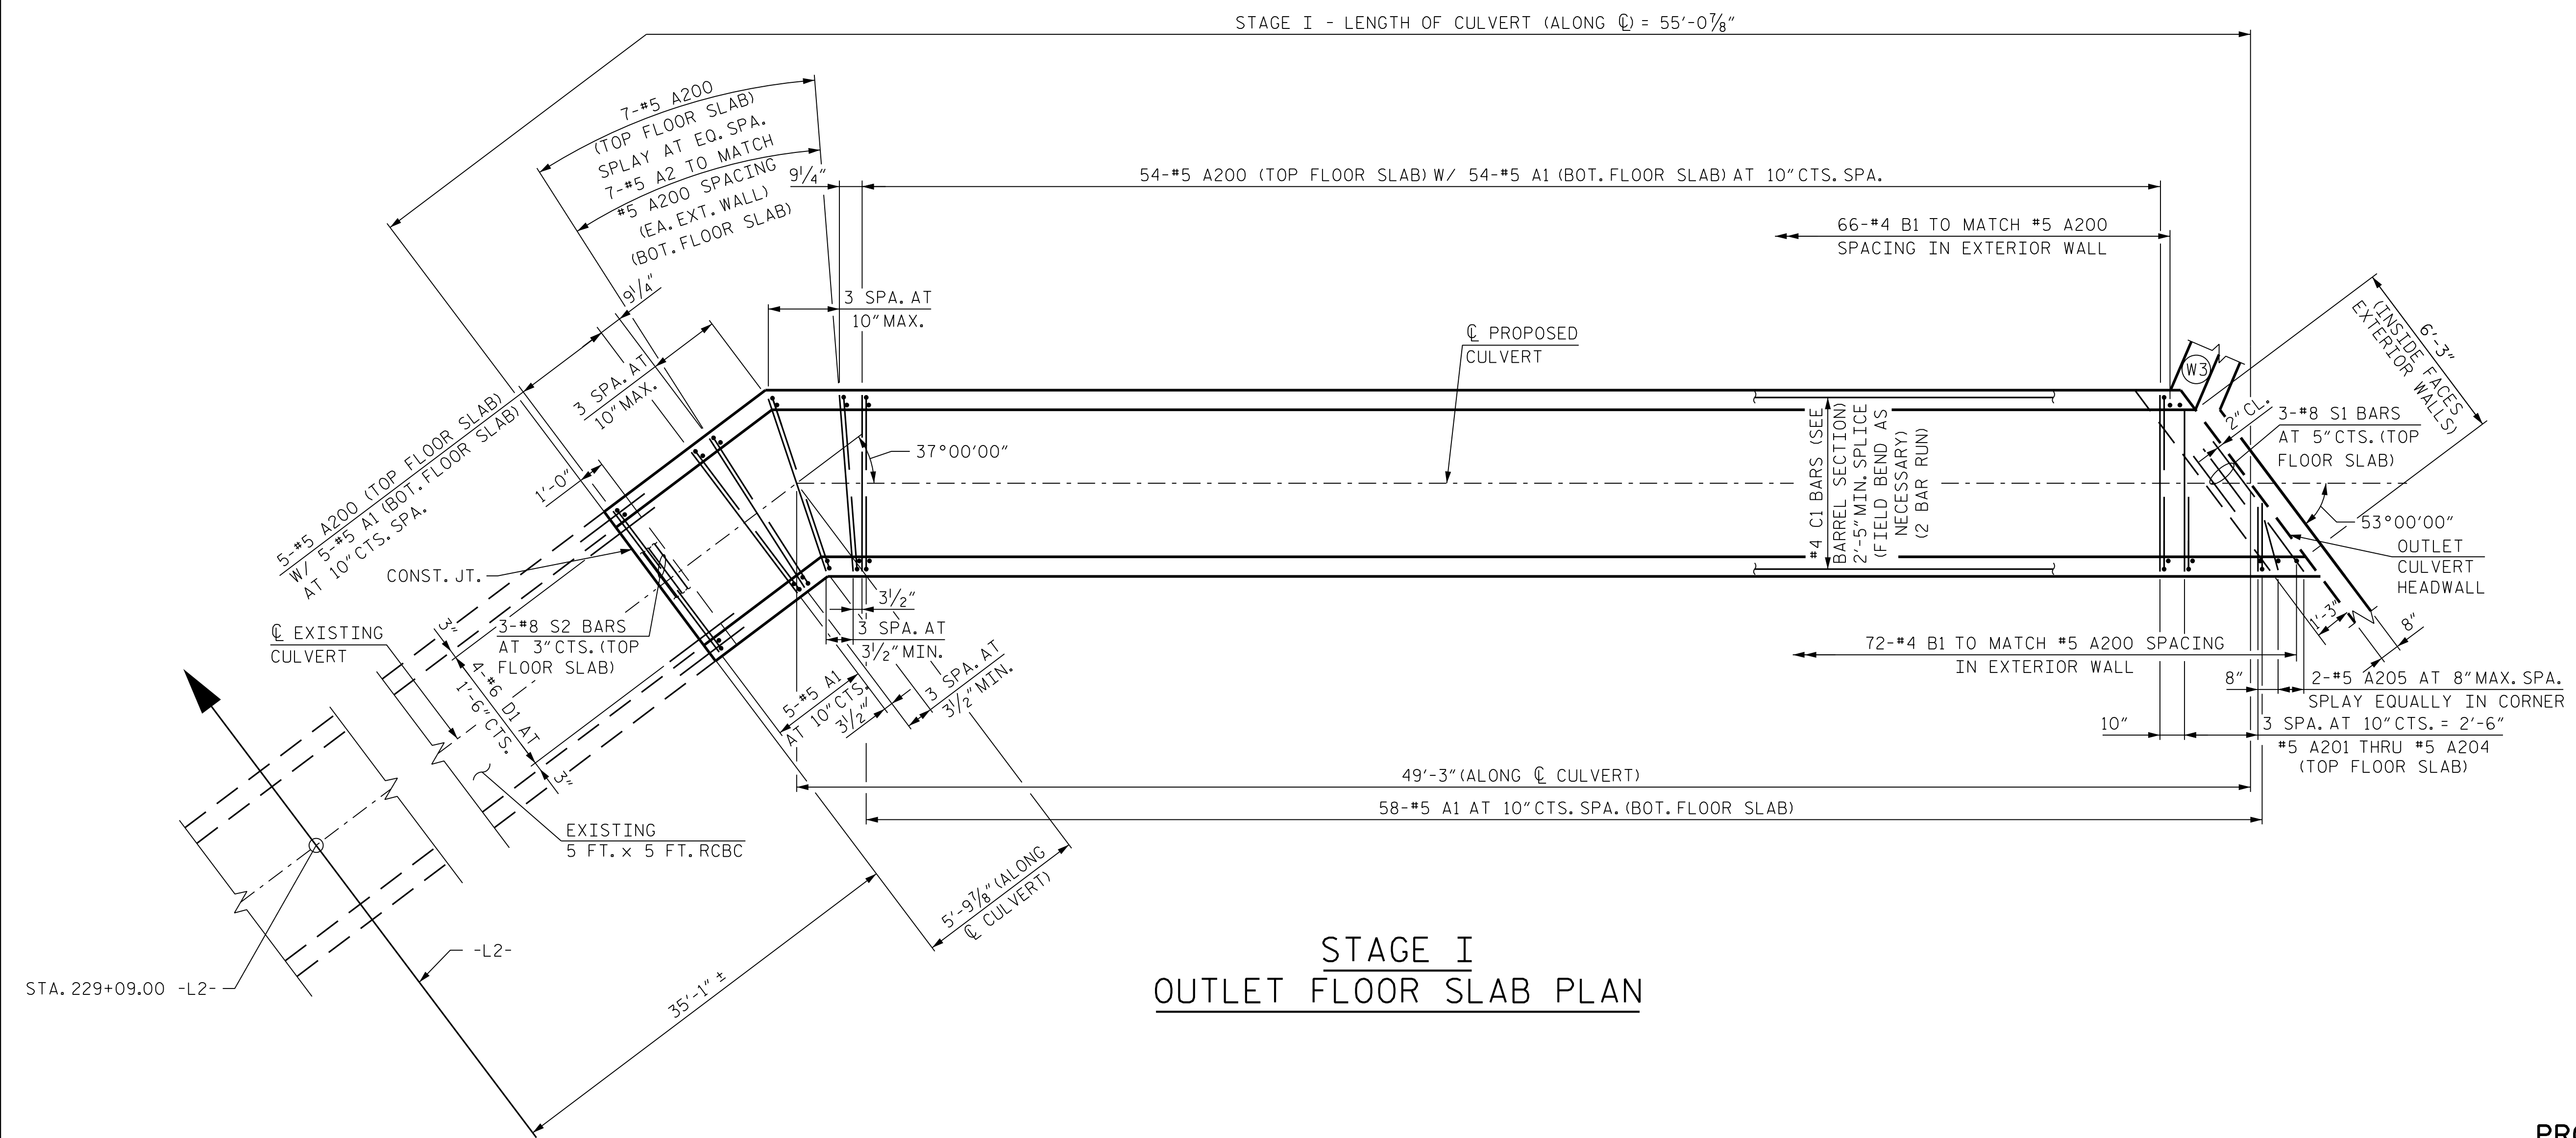 STAGE I - LENGTH OF CULVERT (ALONG ℄) = 55'-0⅞"
7-#5 A200
(TOP FLOOR SLAB)
SPLAY AT EQ. SPA.
7-#5 A2 TO MATCH
#5 A200 SPACING
(EA. EXT. WALL)
(BOT. FLOOR SLAB)
9¼"
54-#5 A200 (TOP FLOOR SLAB) W/ 54-#5 A1 (BOT. FLOOR SLAB) AT 10" CTS. SPA.
66-#4 B1 TO MATCH #5 A200
SPACING IN EXTERIOR WALL
9¼"
3 SPA. AT
10" MAX.
3 SPA. AT
10" MAX.
℄ PROPOSED
CULVERT
6'-3"
(INSIDE FACES
EXTERIOR WALLS)
W3
2" CL.
3-#8 S1 BARS
AT 5" CTS. (TOP
FLOOR SLAB)
5-#5 A200 (TOP FLOOR SLAB)
W/ 5-#5 A1 (BOT. FLOOR SLAB)
AT 10" CTS. SPA.
1'-0"
37°00'00"
#4 C1 BARS (SEE
BARREL SECTION)
2'-5" MIN. SPLICE
(FIELD BEND AS
NECESSARY)
(2 BAR RUN)
53°00'00"
OUTLET
CULVERT
HEADWALL
CONST. JT.
℄ EXISTING
CULVERT
3"
4-#6 D1 AT
1'-6" CTS.
3"
3-#8 S2 BARS
AT 3" CTS. (TOP
FLOOR SLAB)
3½"
3 SPA. AT
3½" MIN.
3 SPA. AT
3½" MIN.
5-#5 A1
AT 10" CTS.
3½"
72-#4 B1 TO MATCH #5 A200 SPACING
IN EXTERIOR WALL
1'-3"
8"
8"
2-#5 A205 AT 8" MAX. SPA.
SPLAY EQUALLY IN CORNER
10"
3 SPA. AT 10" CTS. = 2'-6"
#5 A201 THRU #5 A204
(TOP FLOOR SLAB)
49'-3" (ALONG ℄ CULVERT)
58-#5 A1 AT 10" CTS. SPA. (BOT. FLOOR SLAB)
EXISTING
5 FT. x 5 FT. RCBC
5'-9⅞" (ALONG
℄ CULVERT)
-L2-
STA. 229+09.00 -L2-
35'-1" ±
STAGE I
OUTLET FLOOR SLAB PLAN